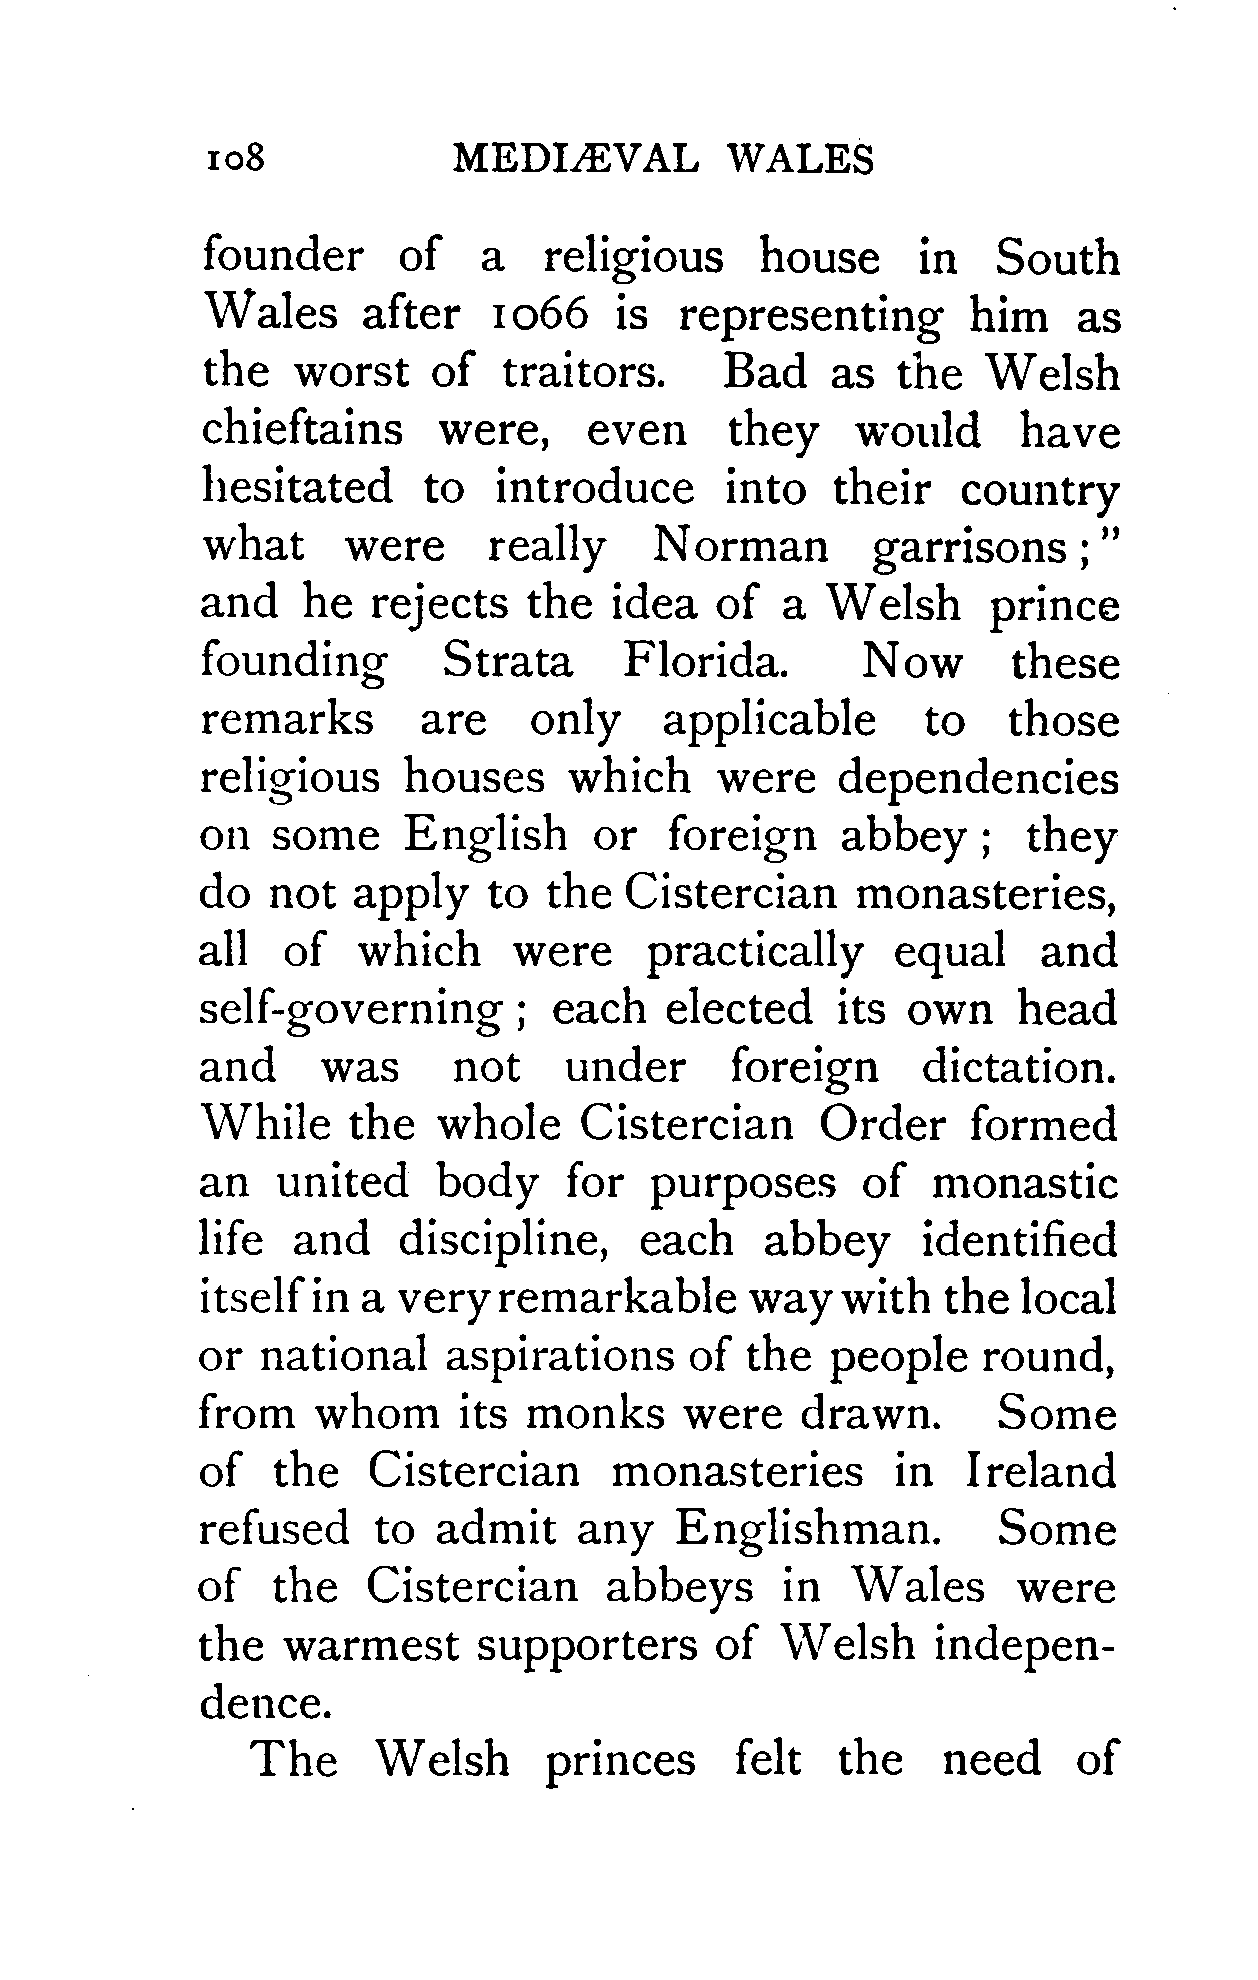 108 MEDIÆVAL WALES
founder of a religious house in South
Wales after 1066 is representing him as
the worst of traitors. Bad as the Welsh
chieftains were, even they would have
hesitated to introduce into their country
what were really Norman garrisons ;"
and he rejects the idea of a Welsh prince
founding Strata Florida. Now these
remarks are only applicable to those
religious houses which were dependencies
on some English or foreign abbey ; they
do not apply to the Cistercian monasteries,
all of which were practically equal and
self-governing ; each elected its own head
and was not under foreign dictation.
While the whole Cistercian Order formed
an united body for purposes of monastic
life and discipline, each abbey identified
itself in a very remarkable way with the local
or national aspirations of the people round,
from whom its monks were drawn. Some
of the Cistercian monasteries in Ireland
refused to admit any Englishman. Some
of the Cistercian abbeys in Wales were
the warmest supporters of Welsh indepen-
dence.
The Welsh princes felt the need of